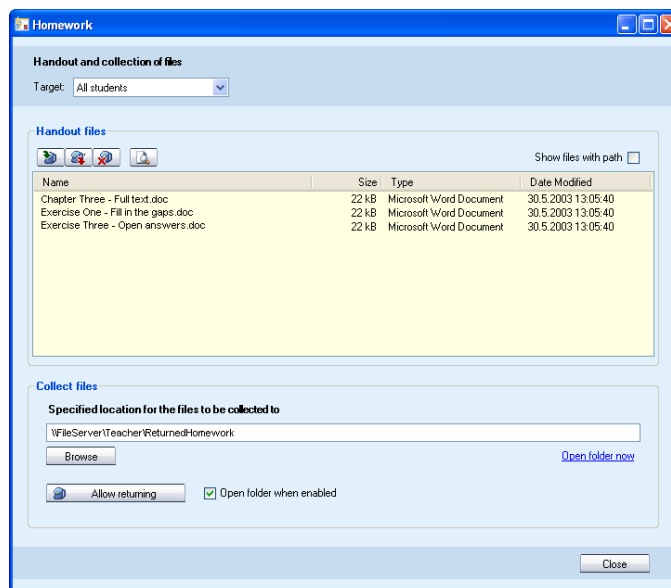 Homework
Handout and collection of files
Target: All students
Handout files
Show files with path
Name Size Type Date Modified
Chapter Three - Full text.doc 22 kB Microsoft Word Document 30.5.2003 13:05:40
Exercise One - Fill in the gaps.doc 22 kB Microsoft Word Document 30.5.2003 13:05:40
Exercise Three - Open answers.doc 22 kB Microsoft Word Document 30.5.2003 13:05:40
Collect files
Specified location for the files to be collected to
\\FileServer\Teacher\ReturnedHomework
Browse Open folder now
Allow returning Open folder when enabled
Close